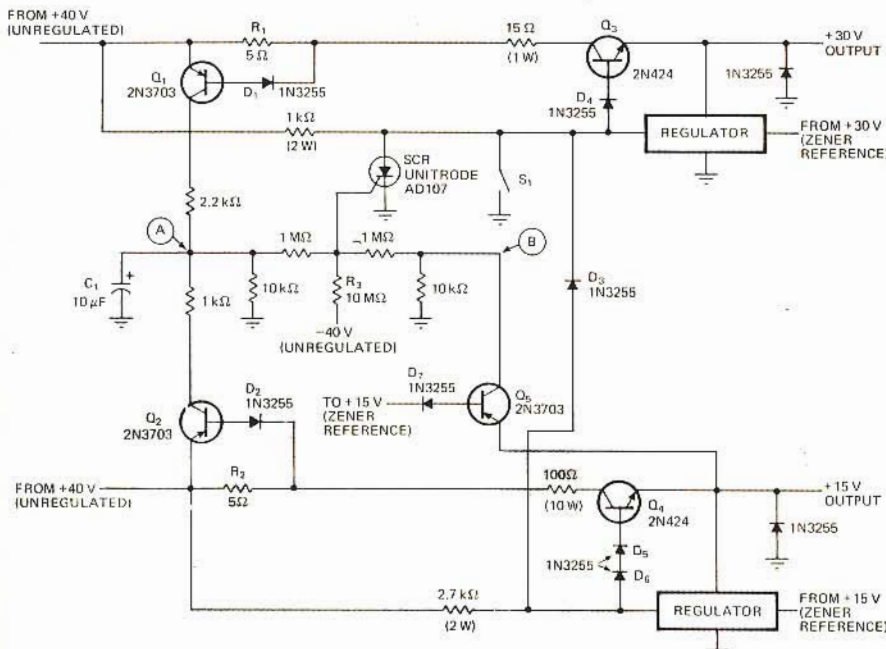 FROM +40 V
(UNREGULATED)
R1
5Ω
15 Ω
(1 W)
Q3
2N424
+30 V
OUTPUT
1N3255
Q1
2N3703
D1
1N3255
D4
1N3255
1 kΩ
(2 W)
REGULATOR
FROM +30 V
(ZENER
REFERENCE)
SCR
UNITRODE
AD107
S1
2.2 kΩ
A
1 MΩ
1 MΩ
B
C1
10 μF
1 kΩ
10 kΩ
R3
10 MΩ
10 kΩ
D3
1N3255
−40 V
(UNREGULATED)
D7
1N3255
TO +15 V
(ZENER
REFERENCE)
Q5
2N3703
D2
1N3255
Q2
2N3703
FROM +40 V
(UNREGULATED)
R2
5Ω
100Ω
(10 W)
Q4
2N424
+15 V
OUTPUT
1N3255
1N3255
D5
D6
2.7 kΩ
(2 W)
REGULATOR
FROM +15 V
(ZENER
REFERENCE)